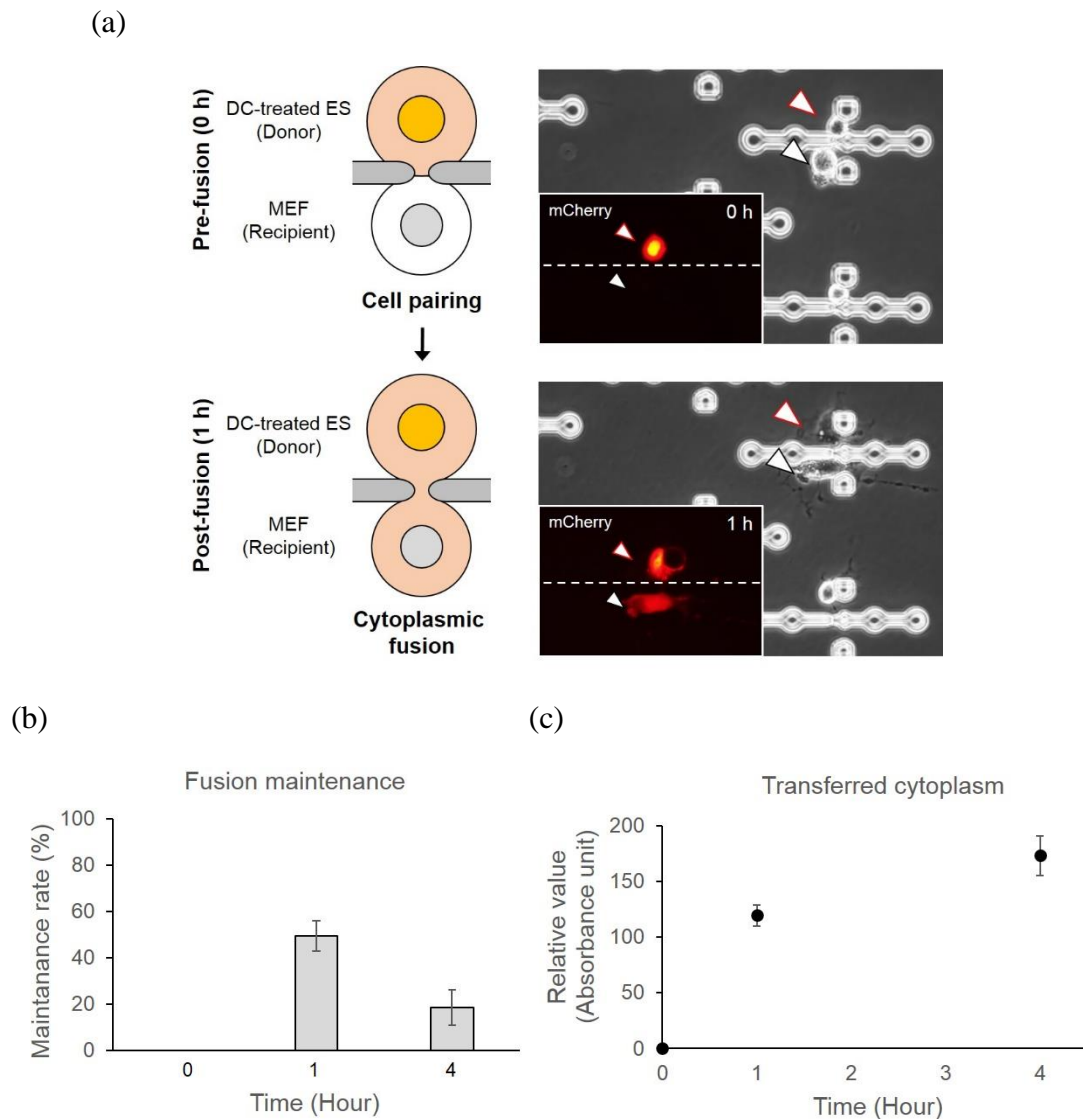 (a)
Pre-fusion (0 h)
DC-treated ES
(Donor)
MEF
(Recipient)
Cell pairing
mCherry
0 h
Post-fusion (1 h)
DC-treated ES
(Donor)
MEF
(Recipient)
Cytoplasmic
fusion
mCherry
1 h
(b)
Fusion maintenance
Maintanance rate (%)
100
80
60
40
20
0
0
1
4
Time (Hour)
(c)
Transferred cytoplasm
Relative value
(Absorbance unit)
200
150
100
50
0
0
1
2
3
4
Time (Hour)